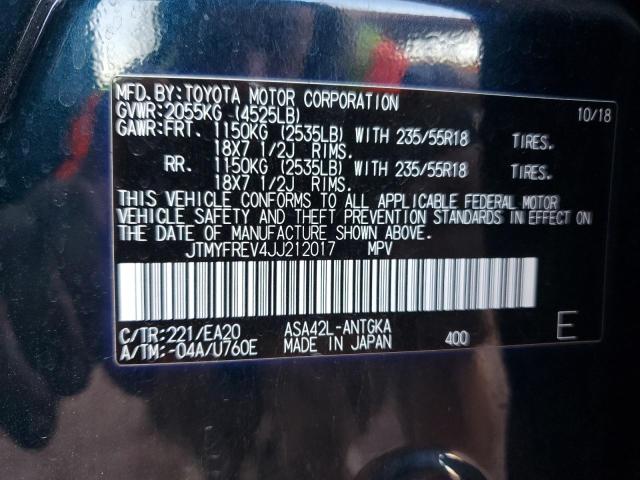 MFD.BY:TOYOTA MOTOR CORPORATION 10/18
GVWR:2055KG (4525LB)
GAWR:FRT. 1150KG (2535LB) WITH 235/55R18 TIRES.
18X7 1/2J RIMS.
RR. 1150KG (2535LB) WITH 235/55R18 TIRES.
18X7 1/2J RIMS.
THIS VEHICLE CONFORMS TO ALL APPLICABLE FEDERAL MOTOR
VEHICLE SAFETY AND THEFT PREVENTION STANDARDS IN EFFECT ON
THE DATE OF MANUFACTURE SHOWN ABOVE.
JTMYFREV4JJ212017 MPV
C/TR:221/EA20 ASA42L-ANTGKA
A/TM:-04A/U760E MADE IN JAPAN 400 E